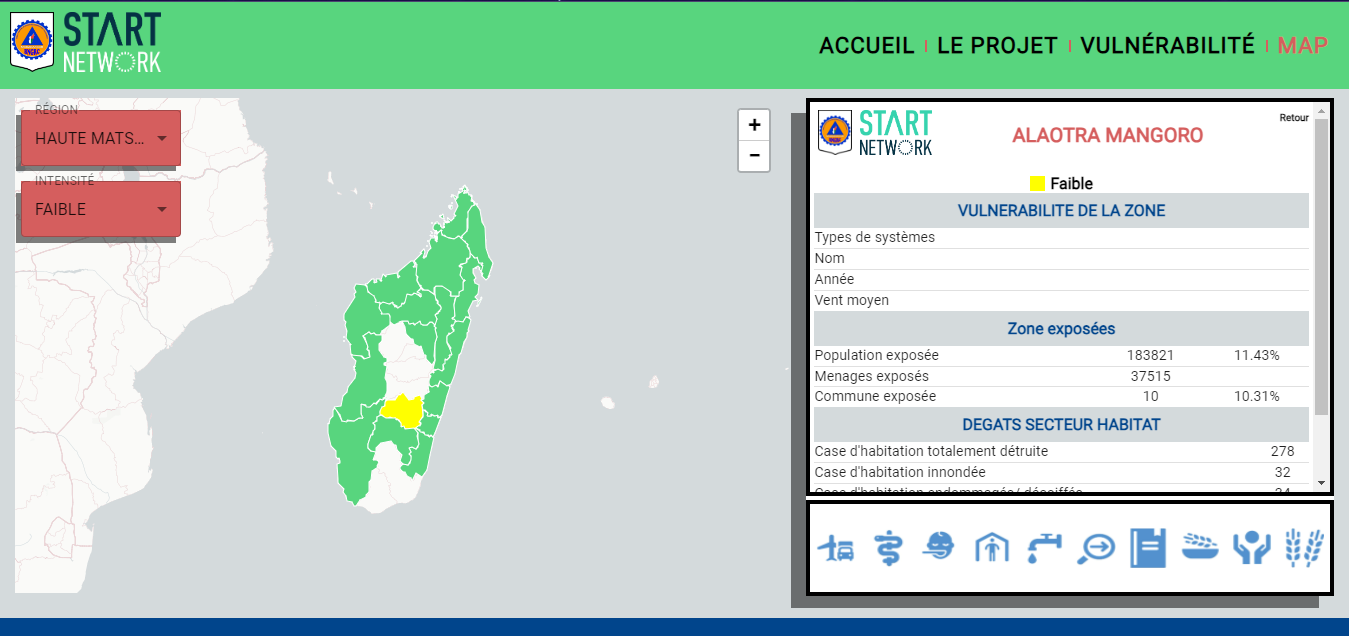 START
NETWORK
ACCUEIL
LE PROJET
VULNÉRABILITÉ
MAP
RÉGION
HAUTE MATS...
INTENSITÉ
FAIBLE
+
−
START
NETWORK
ALAOTRA MANGORO
Retour
Faible
VULNERABILITE DE LA ZONE
Types de systèmes
Nom
Année
Vent moyen
Zone exposées
Population exposée 183821 11.43%
Menages exposés 37515
Commune exposée 10 10.31%
DEGATS SECTEUR HABITAT
Case d'habitation totalement détruite 278
Case d'habitation innondée 32